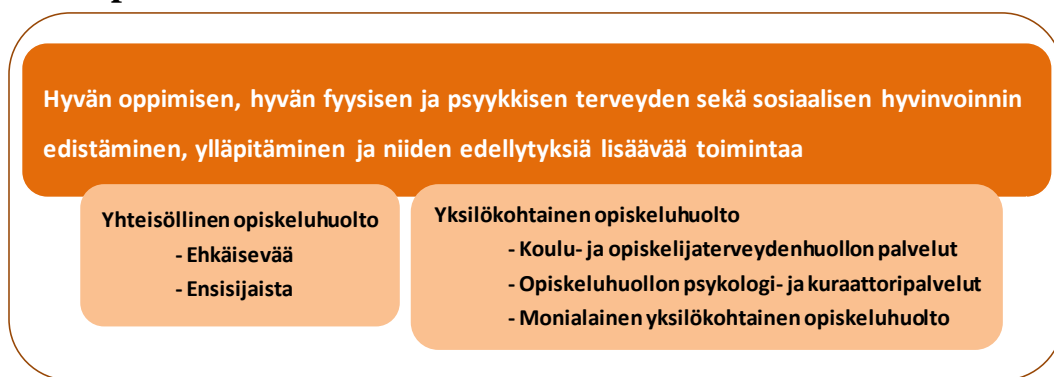 Hyvän oppimisen, hyvän fyysisen ja psyykkisen terveyden sekä sosiaalisen hyvinvoinnin
edistäminen, ylläpitäminen ja niiden edellytyksiä lisäävää toimintaa
Yhteisöllinen opiskeluhuolto
- Ehkäisevää
- Ensisijaista
Yksilökohtainen opiskeluhuolto
- Koulu- ja opiskelijaterveydenhuollon palvelut
- Opiskeluhuollon psykologi- ja kuraattoripalvelut
- Monialainen yksilökohtainen opiskeluhuolto